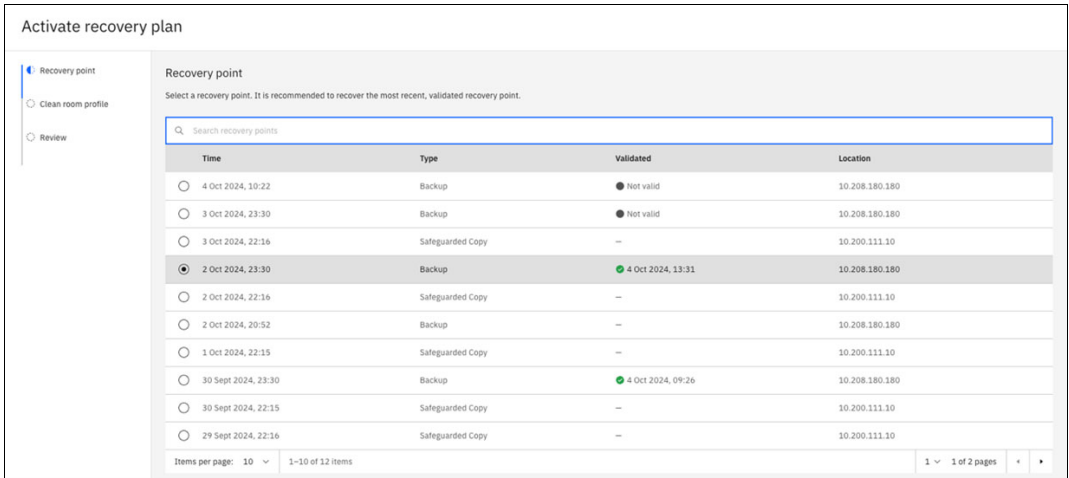 Activate recovery plan
Recovery point
Clean room profile
Review
Recovery point
Select a recovery point. It is recommended to recover the most recent, validated recovery point.
Search recovery points
Time Type Validated Location
4 Oct 2024, 10:22 Backup Not valid 10.208.180.180
3 Oct 2024, 23:30 Backup Not valid 10.208.180.180
3 Oct 2024, 22:16 Safeguarded Copy – 10.200.111.10
2 Oct 2024, 23:30 Backup 4 Oct 2024, 13:31 10.208.180.180
2 Oct 2024, 22:16 Safeguarded Copy – 10.200.111.10
2 Oct 2024, 20:52 Backup – 10.208.180.180
1 Oct 2024, 22:15 Safeguarded Copy – 10.200.111.10
30 Sept 2024, 23:30 Backup 4 Oct 2024, 09:26 10.208.180.180
30 Sept 2024, 22:15 Safeguarded Copy – 10.200.111.10
29 Sept 2024, 22:16 Safeguarded Copy – 10.200.111.10
Items per page: 10 1–10 of 12 items 1 1 of 2 pages